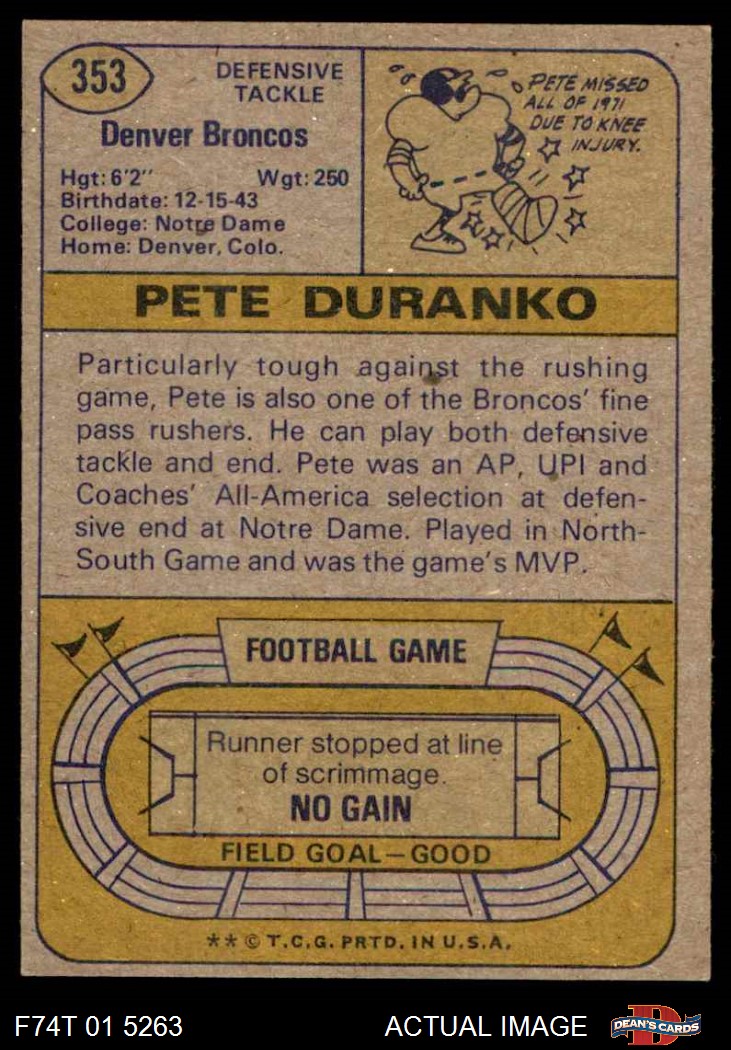 353
DEFENSIVE
TACKLE
Denver Broncos
Hgt: 6'2" Wgt: 250
Birthdate: 12-15-43
College: Notre Dame
Home: Denver, Colo.
PETE MISSED
ALL OF 1971
DUE TO KNEE
INJURY.
PETE DURANKO
Particularly tough against the rushing
game, Pete is also one of the Broncos' fine
pass rushers. He can play both defensive
tackle and end. Pete was an AP, UPI and
Coaches' All-America selection at defen-
sive end at Notre Dame. Played in North-
South Game and was the game's MVP.
FOOTBALL GAME
Runner stopped at line
of scrimmage.
NO GAIN
FIELD GOAL—GOOD
** © T.C.G. PRTD. IN U.S.A.
F74T 01 5263 ACTUAL IMAGE
D
DEAN'S CARDS